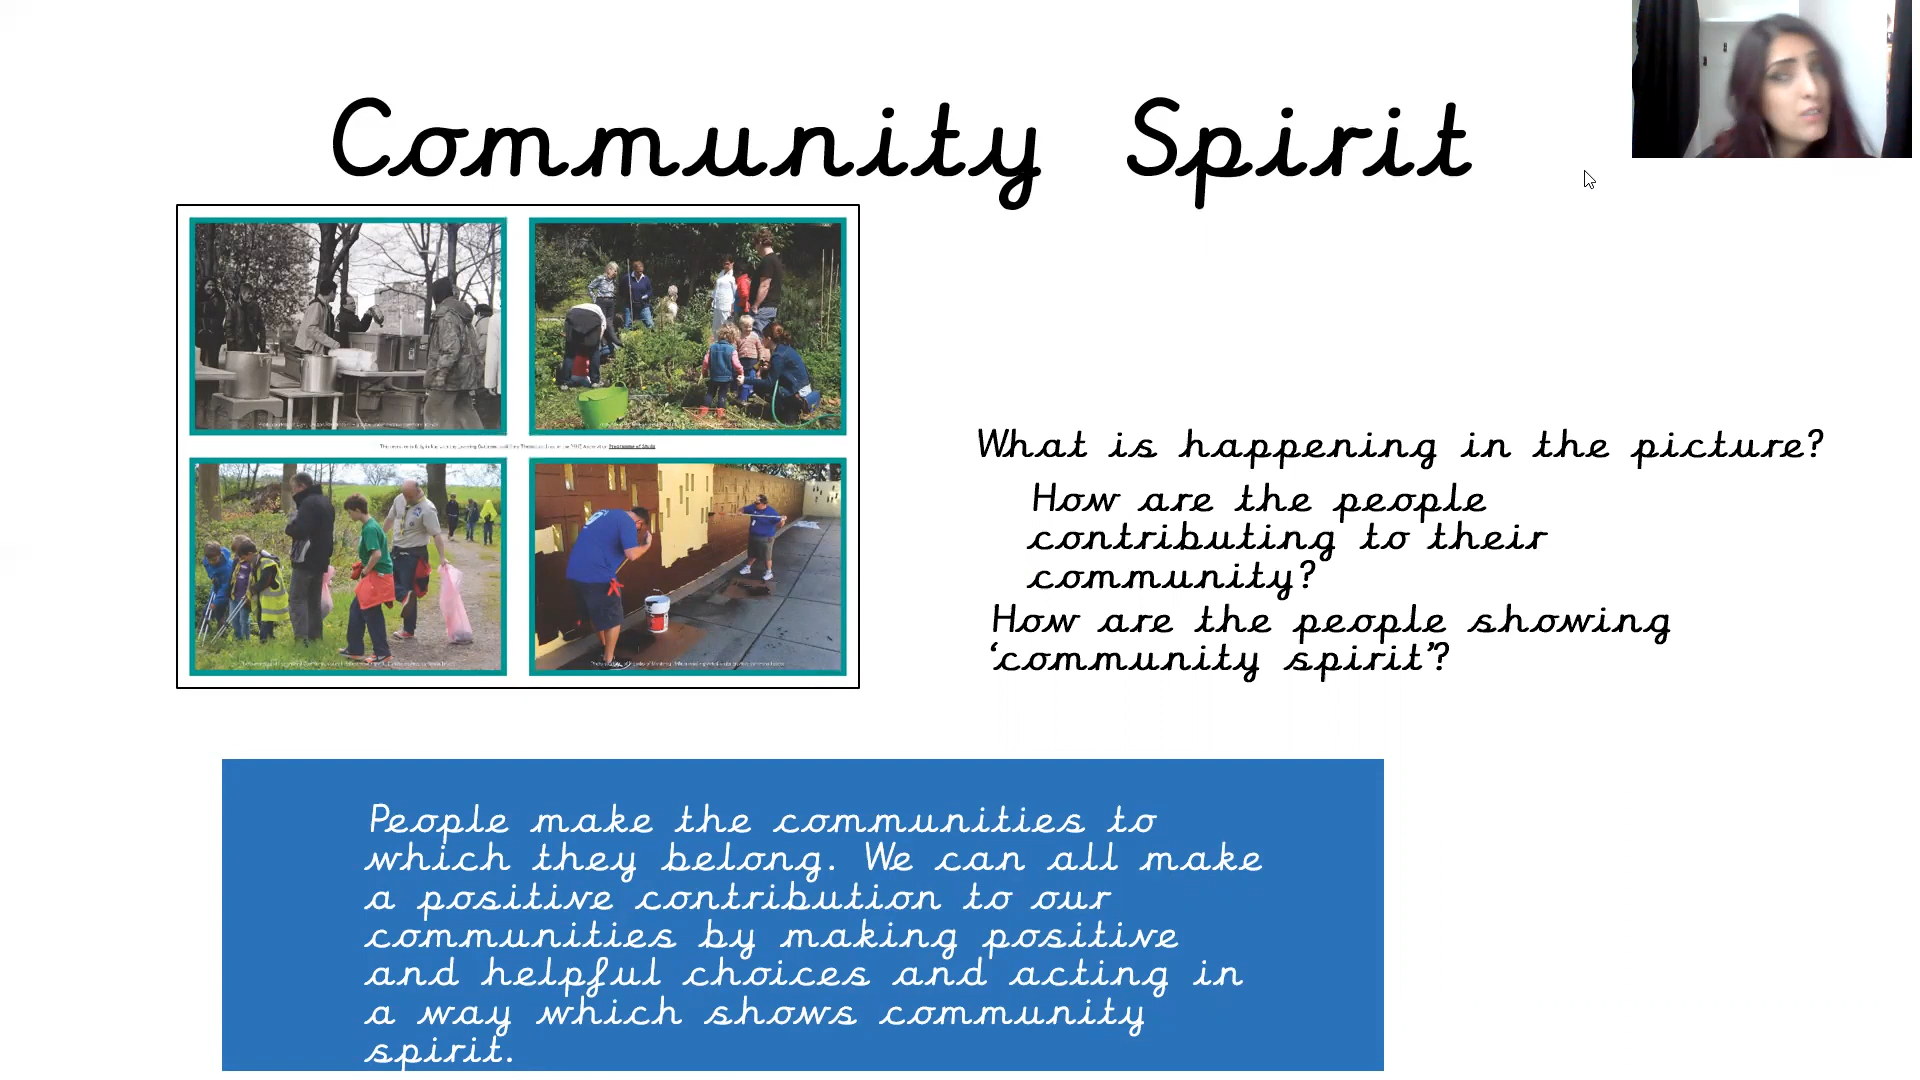 Community Spirit
What is happening in the picture?
How are the people
contributing to their
community?
How are the people showing
‘community spirit’?
People make the communities to
which they belong. We can all make
a positive contribution to our
communities by making positive
and helpful choices and acting in
a way which shows community
spirit.